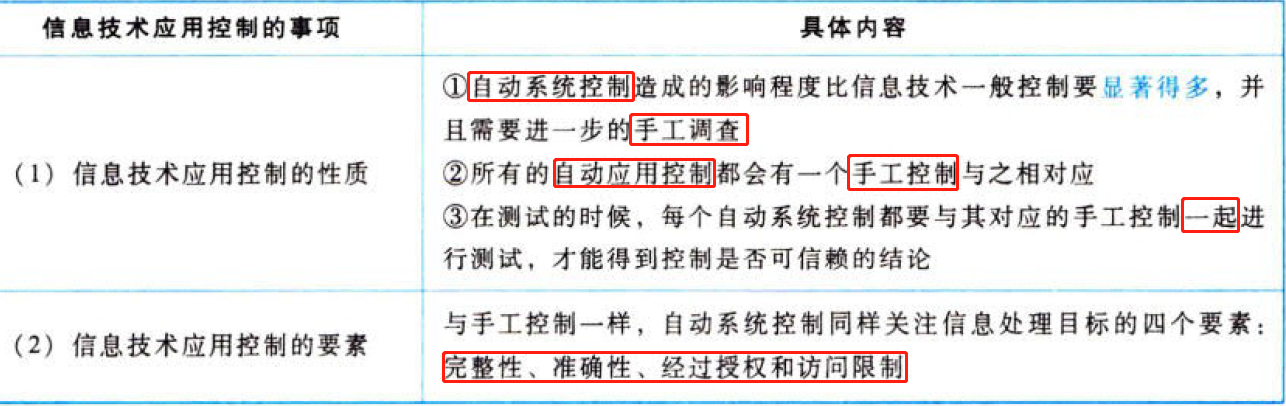 信息技术应用控制的事项
具体内容
(1) 信息技术应用控制的性质
①自动系统控制造成的影响程度比信息技术一般控制要显著得多，并
且需要进一步的手工调查
②所有的自动应用控制都会有一个手工控制与之相对应
③在测试的时候，每个自动系统控制都要与其对应的手工控制一起进
行测试，才能得到控制是否可信赖的结论
(2) 信息技术应用控制的要素
与手工控制一样，自动系统控制同样关注信息处理目标的四个要素：
完整性、准确性、经过授权和访问限制